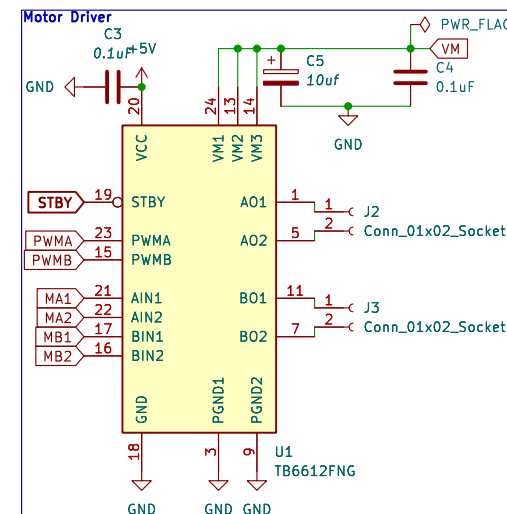 Motor Driver
C3
0.1uF
+5V
GND
PWR_FLAG
VM
C5
10uf
C4
0.1uF
GND
20
24
13
14
VCC
VM1
VM2
VM3
STBY
19
STBY
AO1
1
1
J2
PWMA
23
PWMA
AO2
5
2
Conn_01x02_Socket
PWMB
15
PWMB
MA1
21
AIN1
BO1
11
1
J3
MA2
22
AIN2
2
Conn_01x02_Socket
MB1
17
BIN1
BO2
7
MB2
16
BIN2
GND
PGND1
PGND2
18
3
9
U1
TB6612FNG
GND
GND
GND